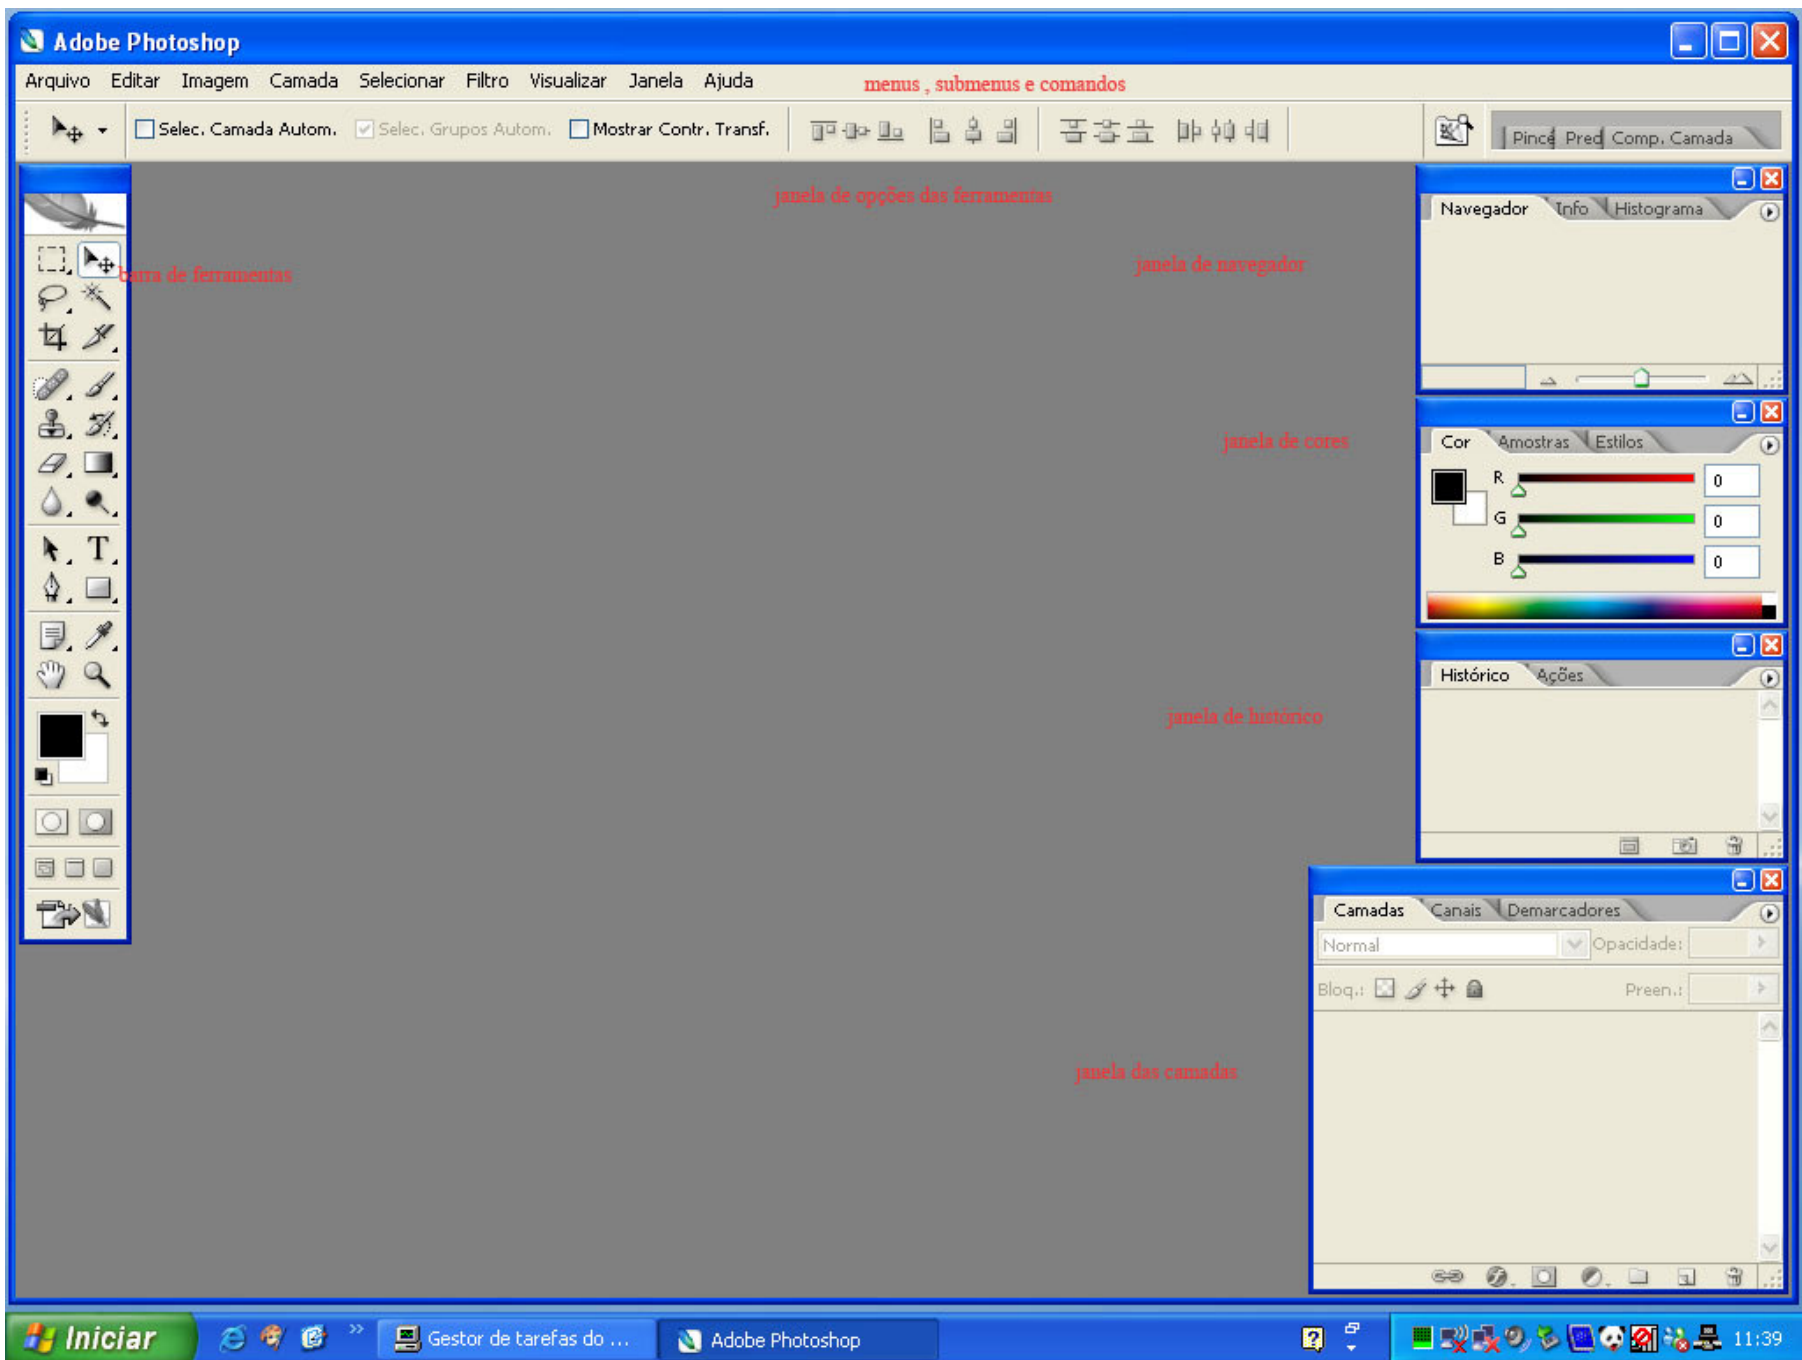 Adobe Photoshop
Arquivo Editar Imagem Camada Selecionar Filtro Visualizar Janela Ajuda
menus , submenus e comandos
Selec. Camada Autom. Selec. Grupos Autom. Mostrar Contr. Transf.
Pince Pred Comp. Camada
janela de opções das ferramentas
Navegador Info Histograma
janela de navegador
barra de ferramentas
janela de cores
Cor Amostras Estilos
R 0
G 0
B 0
T
Histórico Ações
janela de histórico
Camadas Canais Demarcadores
Normal Opacidade:
Bloq.: Preen.:
janela das camadas
Iniciar
Gestor de tarefas do ...
Adobe Photoshop
11:39